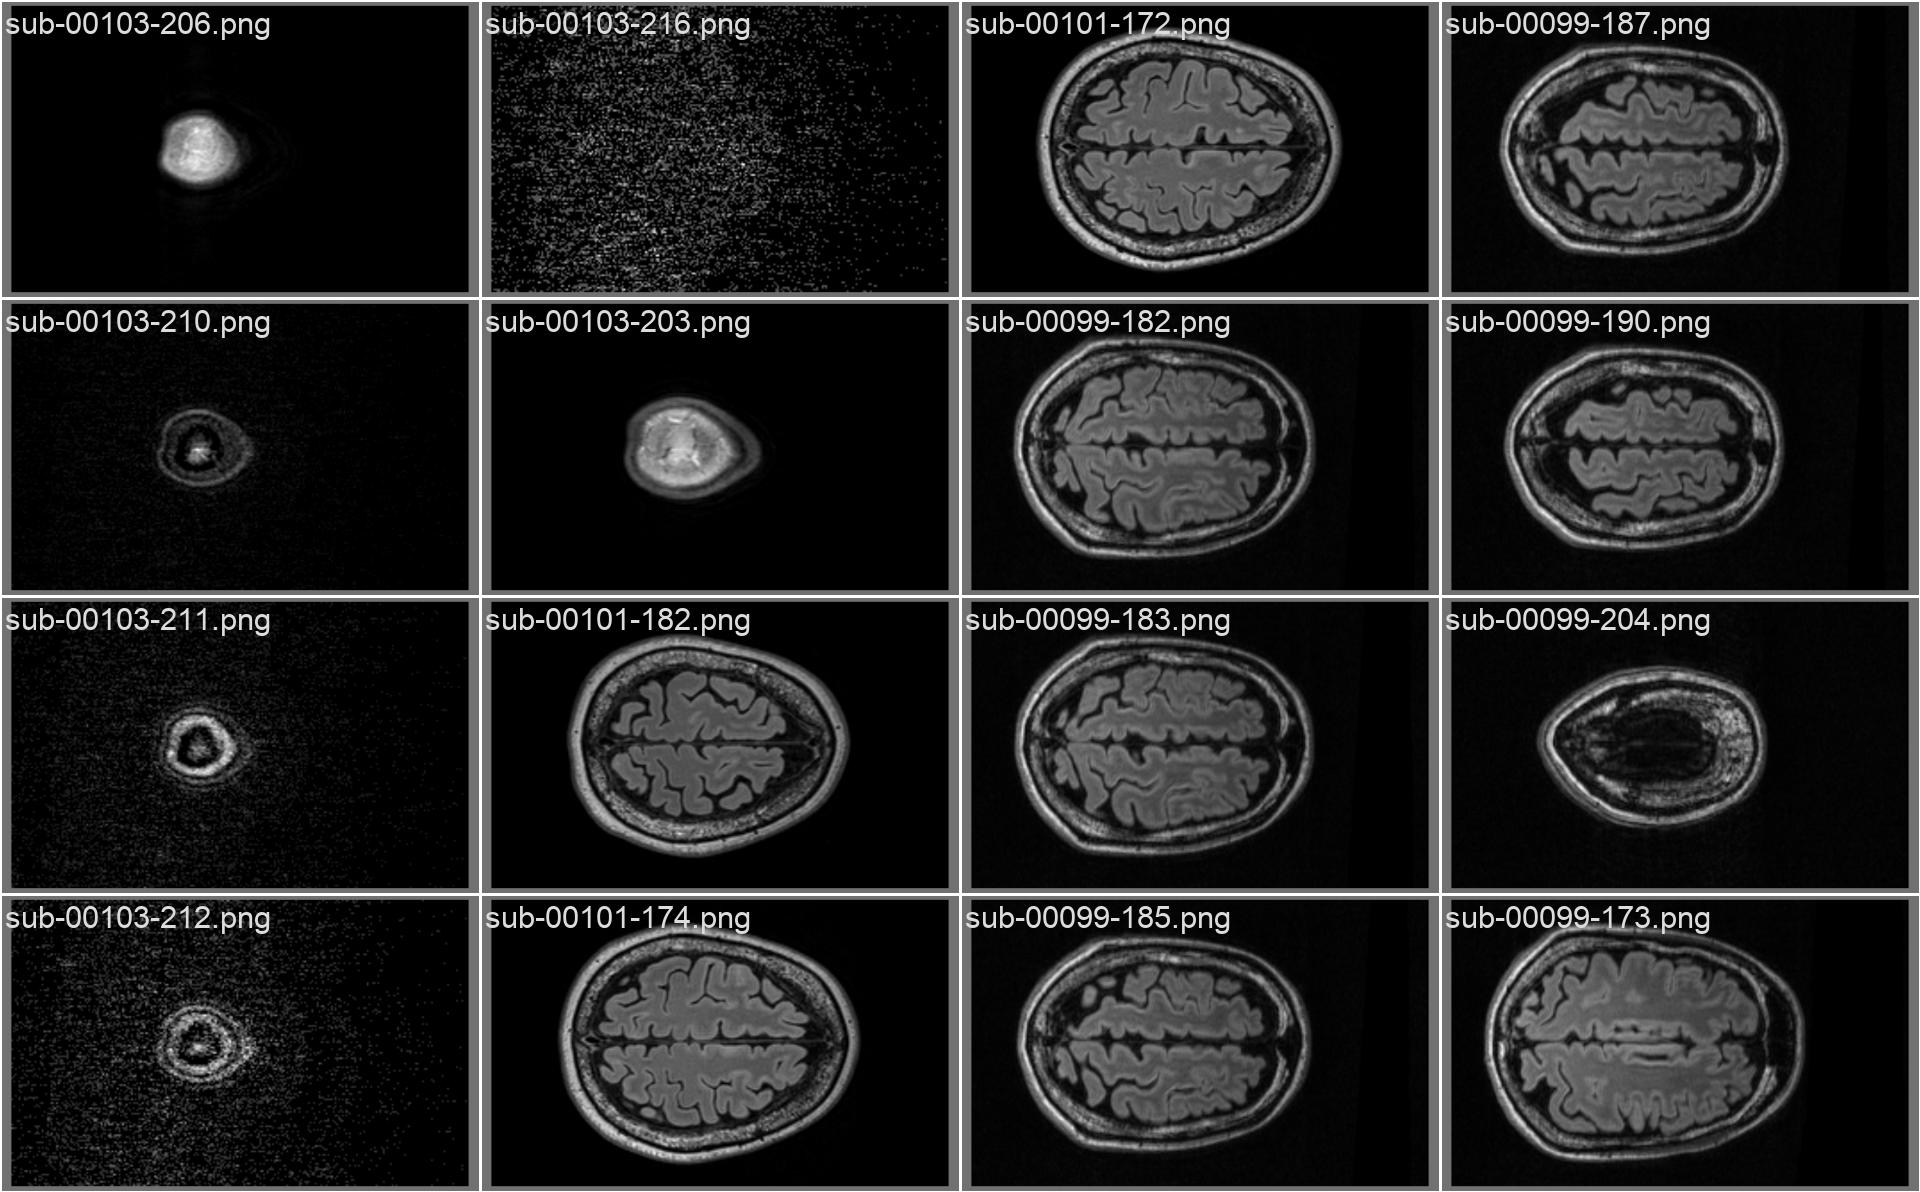 sub-00103-206.png
sub-00103-216.png
sub-00101-172.png
sub-00099-187.png
sub-00103-210.png
sub-00103-203.png
sub-00099-182.png
sub-00099-190.png
sub-00103-211.png
sub-00101-182.png
sub-00099-183.png
sub-00099-204.png
sub-00103-212.png
sub-00101-174.png
sub-00099-185.png
sub-00099-173.png